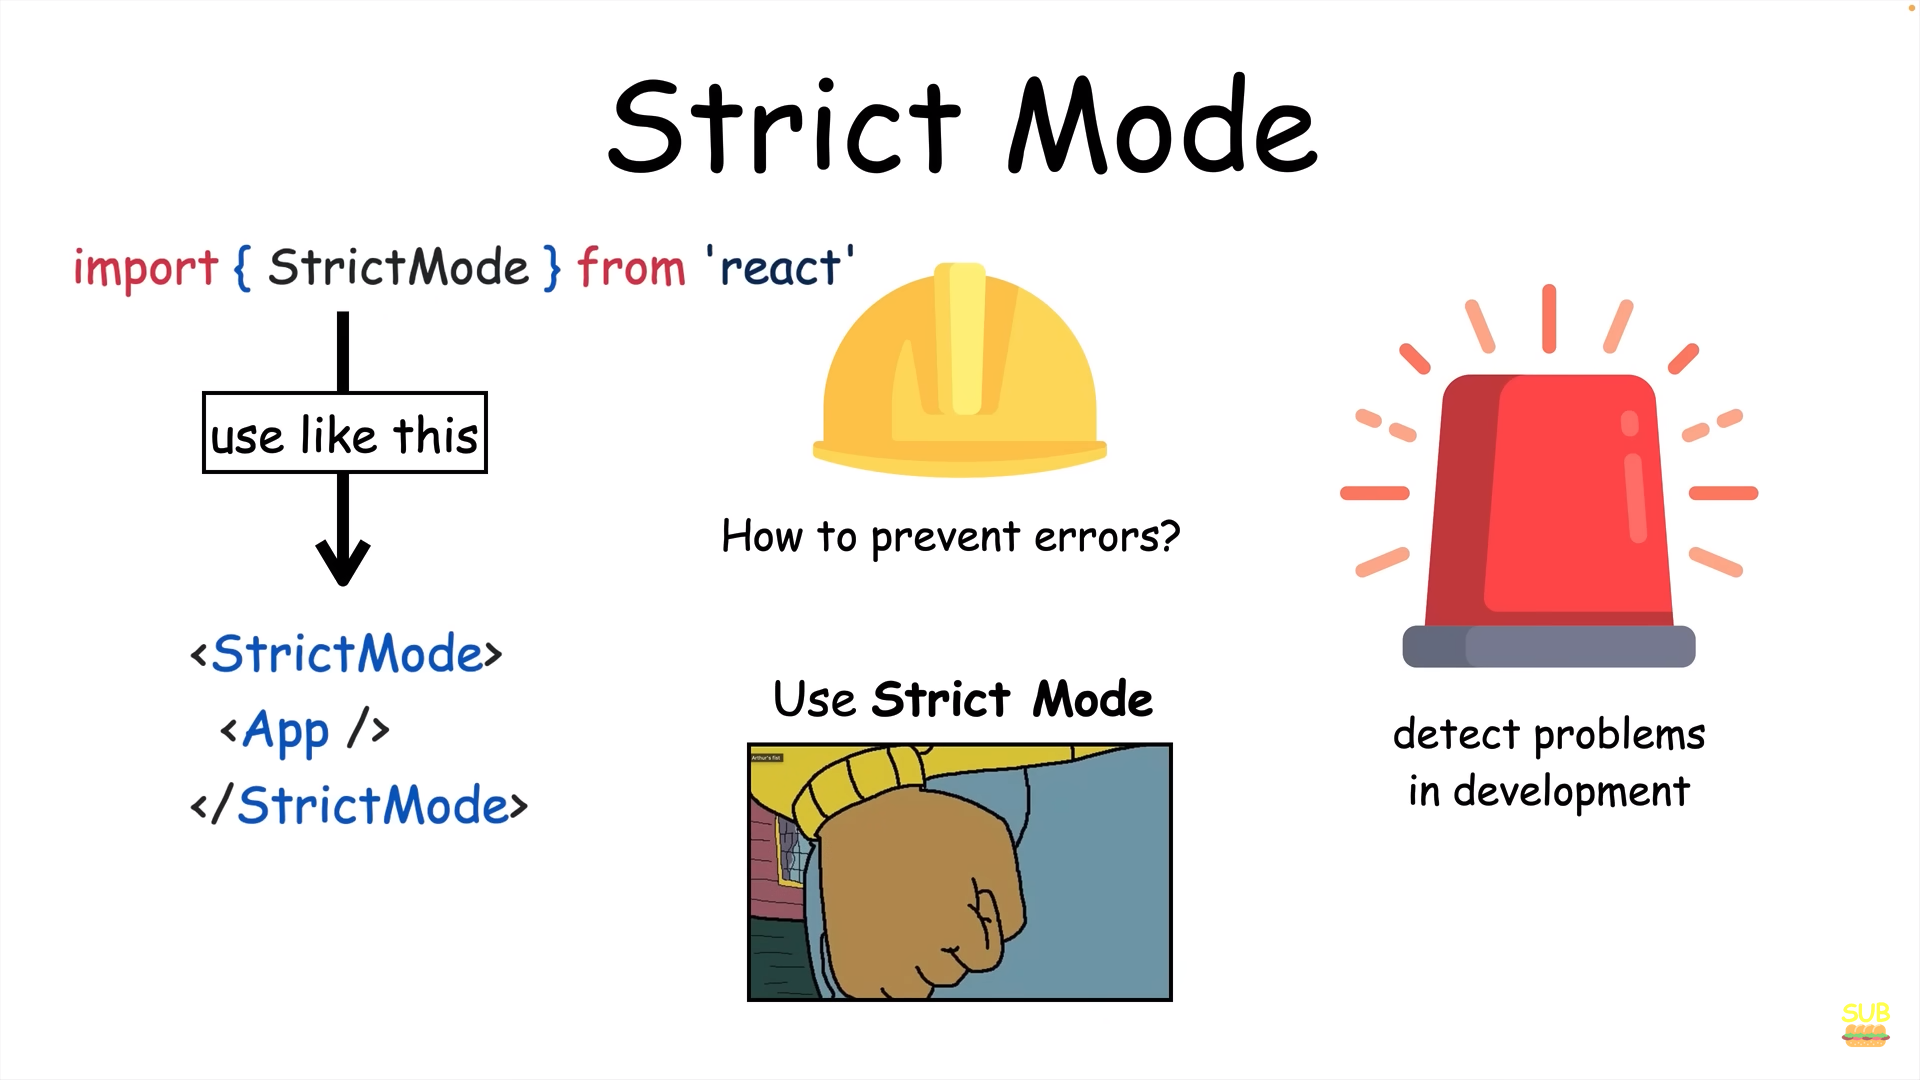 Strict Mode
import { StrictMode } from 'react'
use like this
<StrictMode>
<App />
</StrictMode>
How to prevent errors?
Use Strict Mode
Arthur's fist
detect problems
in development
SUB